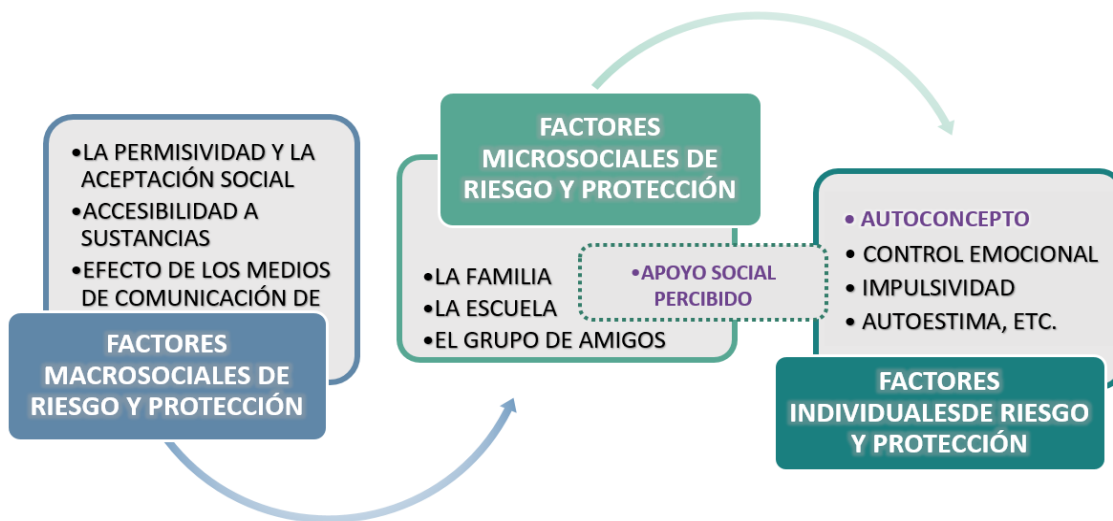 •LA PERMISIVIDAD Y LA
ACEPTACIÓN SOCIAL
•ACCESIBILIDAD A
SUSTANCIAS
•EFECTO DE LOS MEDIOS
DE COMUNICACIÓN DE
FACTORES
MACROSOCIALES DE
RIESGO Y PROTECCIÓN
FACTORES
MICROSOCIALES DE
RIESGO Y PROTECCIÓN
•LA FAMILIA
•LA ESCUELA
•EL GRUPO DE AMIGOS
•APOYO SOCIAL
PERCIBIDO
• AUTOCONCEPTO
• CONTROL EMOCIONAL
• IMPULSIVIDAD
• AUTOESTIMA, ETC.
FACTORES
INDIVIDUALESDE RIESGO
Y PROTECCIÓN